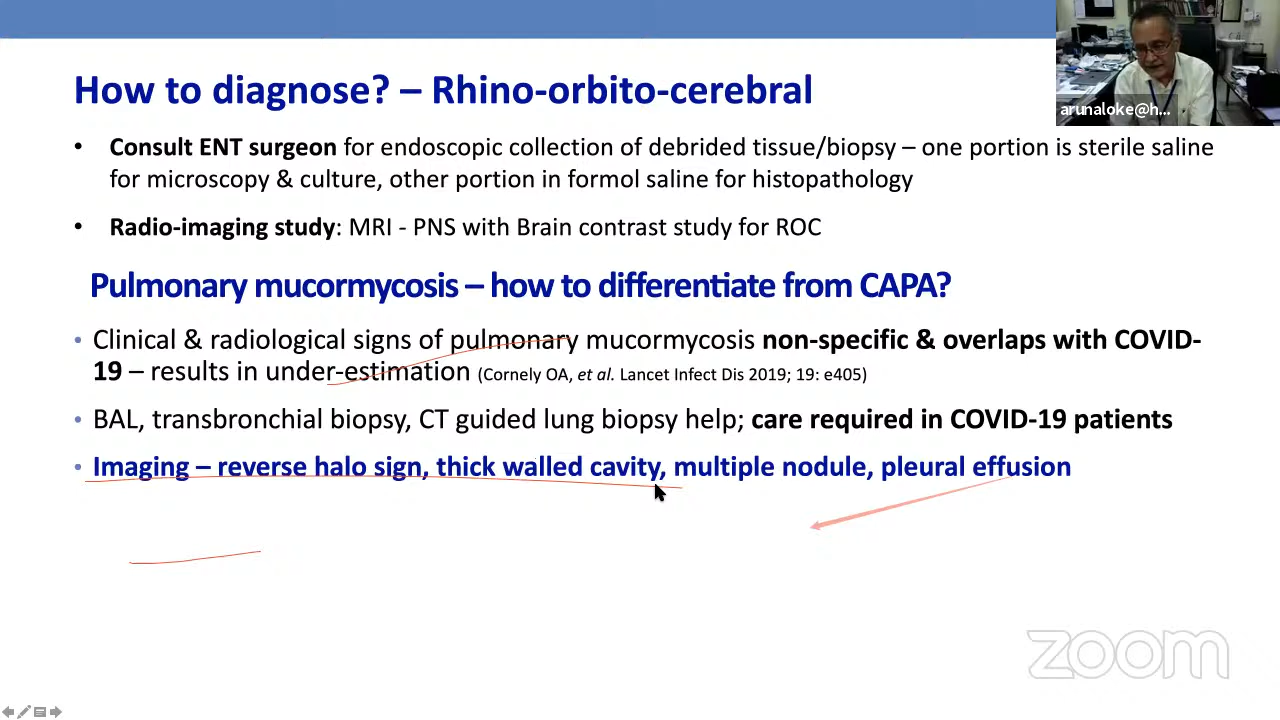 arunaloke@h...
How to diagnose? – Rhino-orbito-cerebral
• Consult ENT surgeon for endoscopic collection of debrided tissue/biopsy – one portion is sterile saline
for microscopy & culture, other portion in formol saline for histopathology
• Radio-imaging study: MRI - PNS with Brain contrast study for ROC
Pulmonary mucormycosis – how to differentiate from CAPA?
• Clinical & radiological signs of pulmonary mucormycosis non-specific & overlaps with COVID-
19 – results in under-estimation (Cornely OA, et al. Lancet Infect Dis 2019; 19: e405)
• BAL, transbronchial biopsy, CT guided lung biopsy help; care required in COVID-19 patients
• Imaging – reverse halo sign, thick walled cavity, multiple nodule, pleural effusion
zoom